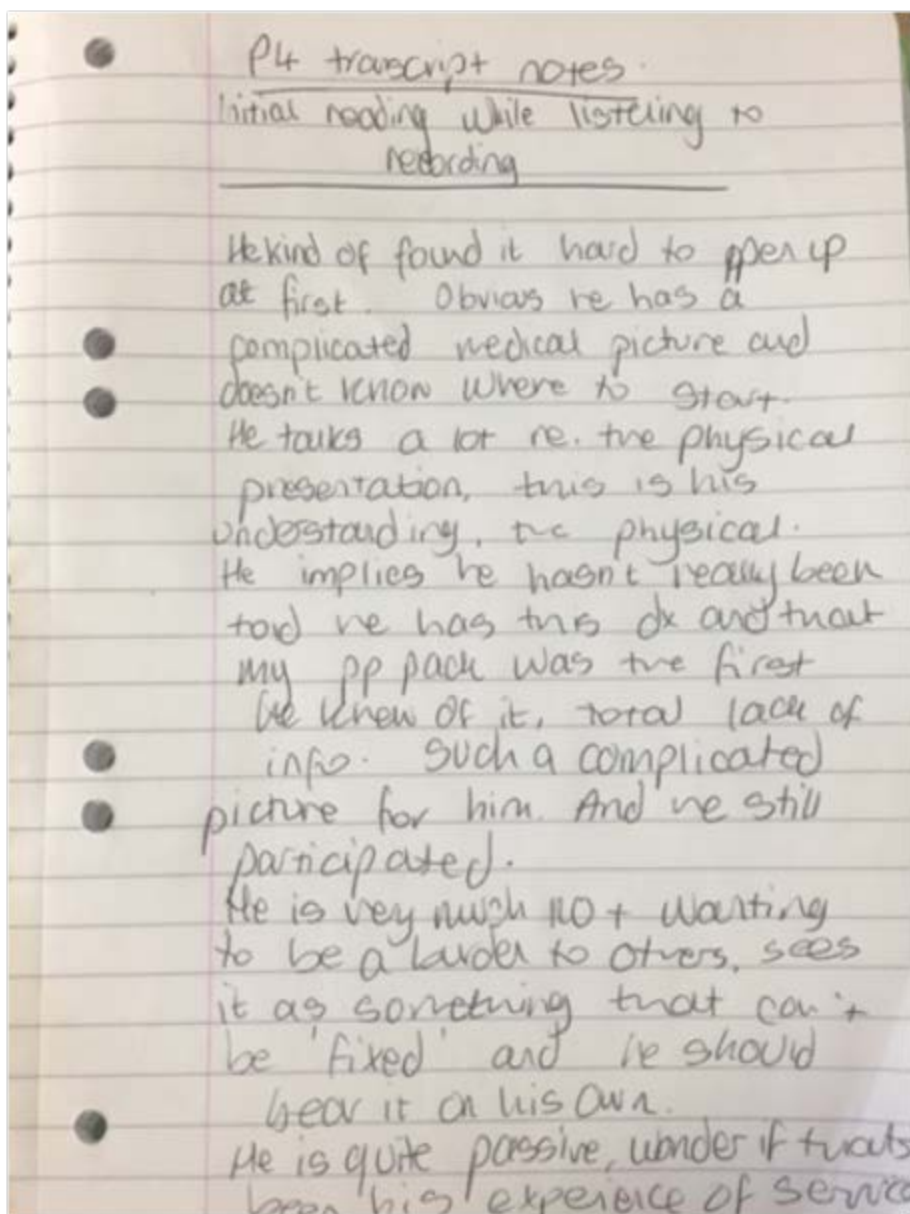 P4 transcript notes.
Initial reading while listening to
recording
He kind of found it hard to open up
at first. Obvious he has a
complicated medical picture and
doesn't know where to start.
He talks a lot re. the physical
presentation, this is his
understanding, the physical.
He implies he hasn't really been
told he has this dx and that
my pp pack was the first
he knew of it, total lack of
info. Such a complicated
picture for him. And he still
participated.
He is very much not wanting
to be a burden to others, sees
it as something that can't
be 'fixed' and he should
bear it on his own.
He is quite passive, wonder if thats
been his experience of service